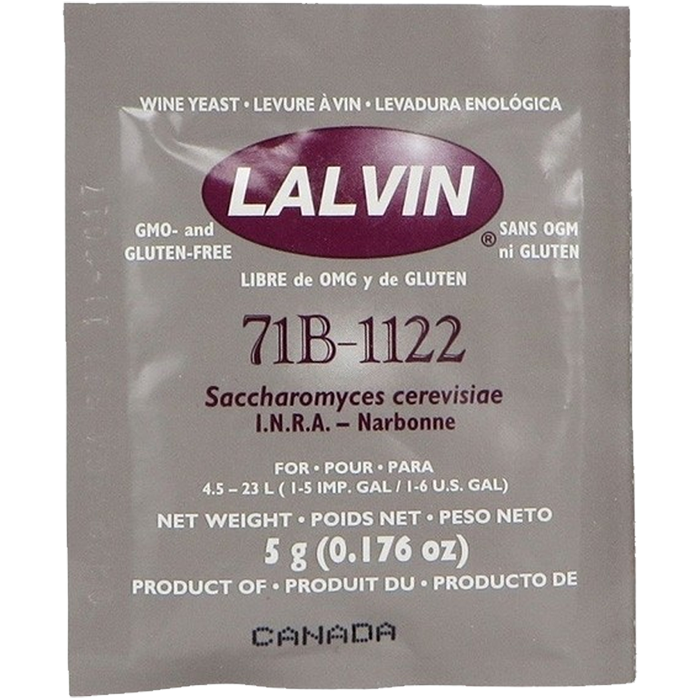 WINE YEAST • LEVURE À VIN • LEVADURA ENOLÓGICA
LALVIN
®
GMO- and
GLUTEN-FREE
SANS OGM
ni GLUTEN
LIBRE de OMG y de GLUTEN
71B-1122
Saccharomyces cerevisiae
I.N.R.A. – Narbonne
FOR • POUR • PARA
4.5 – 23 L ( 1-5 IMP. GAL / 1-6 U.S. GAL)
NET WEIGHT • POIDS NET • PESO NETO
5 g (0.176 oz)
PRODUCT OF • PRODUIT DU • PRODUCTO DE
CANADA